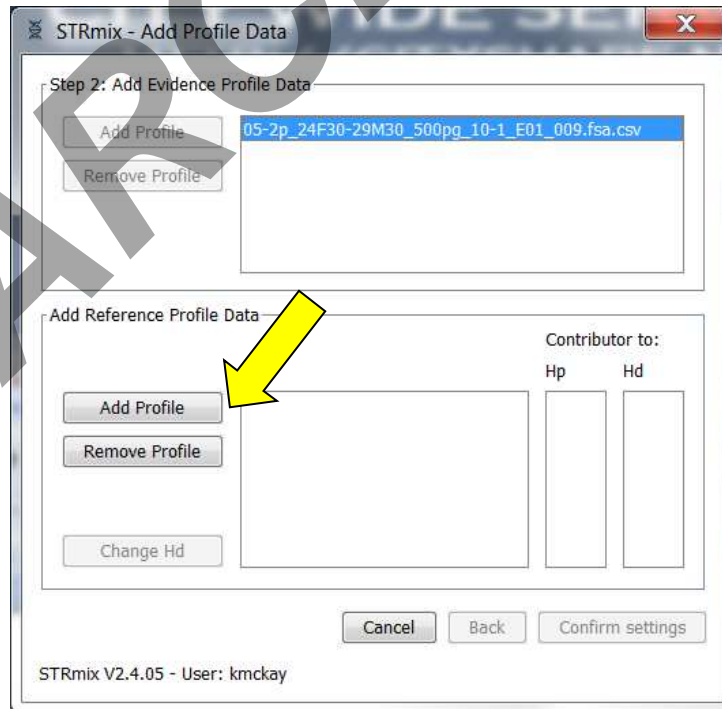 STRmix - Add Profile Data
Step 2: Add Evidence Profile Data
Add Profile
05-2p_24F30-29M30_500pg_10-1_E01_009.fsa.csv
Remove Profile
Add Reference Profile Data
Contributor to:
Hp Hd
Add Profile
Remove Profile
Change Hd
Cancel Back Confirm settings
STRmix V2.4.05 - User: kmckay